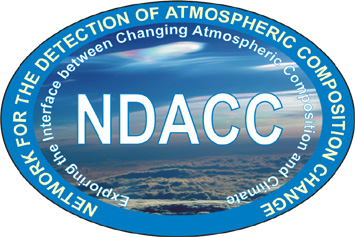 NETWORK FOR THE DETECTION OF ATMOSPHERIC COMPOSITION CHANGE
Exploring the Interface between Changing Atmospheric Composition and Climate
NDACC